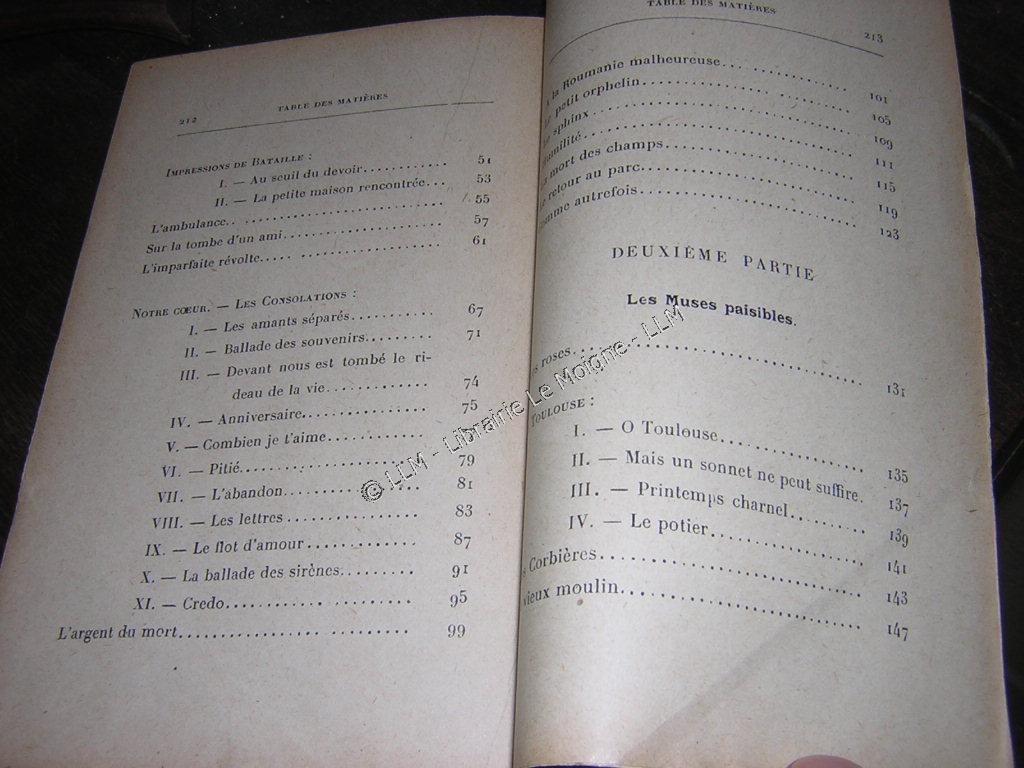 212 TABLE DES MATIÈRES
IMPRESSIONS DE BATAILLE :
I. — Au seuil du devoir.......... 51
II. — La petite maison rencontrée... 53
L'ambulance.. .................... 55
Sur la tombe d'un ami.................... 57
L'imparfaite révolte..... .................. 61
NOTRE CŒUR. — LES CONSOLATIONS :
I. — Les amants séparés........... 67
II. — Ballade des souvenirs......... 71
III. — Devant nous est tombé le ri-
deau de la vie............. 74
IV. — Anniversaire................ 75
V. — Combien je t'aime ............
VI. — Pitié...................... 79
VII. — L'abandon.................. 81
VIII. — Les lettres ................ 83
IX. — Le flot d'amour ............. 87
X. — La ballade des sirènes......... 91
XI. — Credo...................... 95
L'argent du mort............... ......... 99
TABLE DES MATIÈRES 213
la Roumanie malheureuse............. 101
petit orphelin.................... 105
sphinx......................... 109
........................ 111
mort des champs.................. 115
retour au parc.................... 119
autrefois..................... 123
DEUXIÈME PARTIE
Les Muses paisibles.
roses............................ 131
TOULOUSE :
I. — O Toulouse................ 135
II. — Mais un sonnet ne peut suffire. 137
III. — Printemps charnel......... 139
IV. — Le potier................. 141
Corbières........................ 143
vieux moulin....................... 147
© LLM - Librairie Le Moigne - LLM